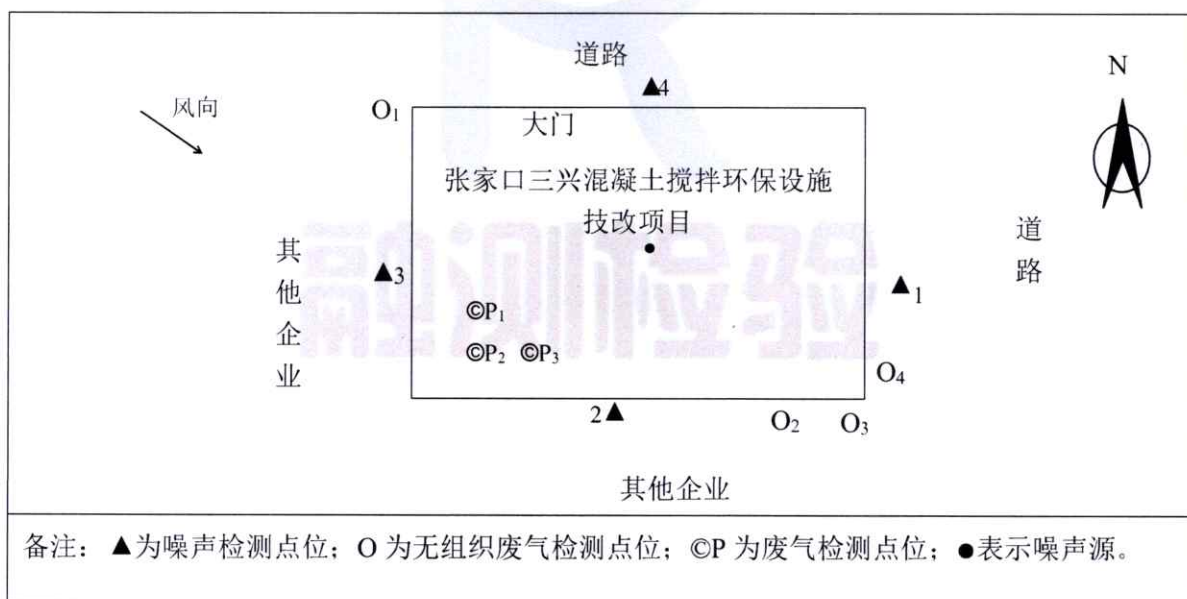 道路
N
▲4
风向
O₁
大门
张家口三兴混凝土搅拌环保设施
技改项目
道路
其他企业
▲3
▲1
©P₁
©P₂ ©P₃
O₄
2▲
O₂
O₃
其他企业
融测检验
备注：▲为噪声检测点位；O 为无组织废气检测点位；©P 为废气检测点位；●表示噪声源。